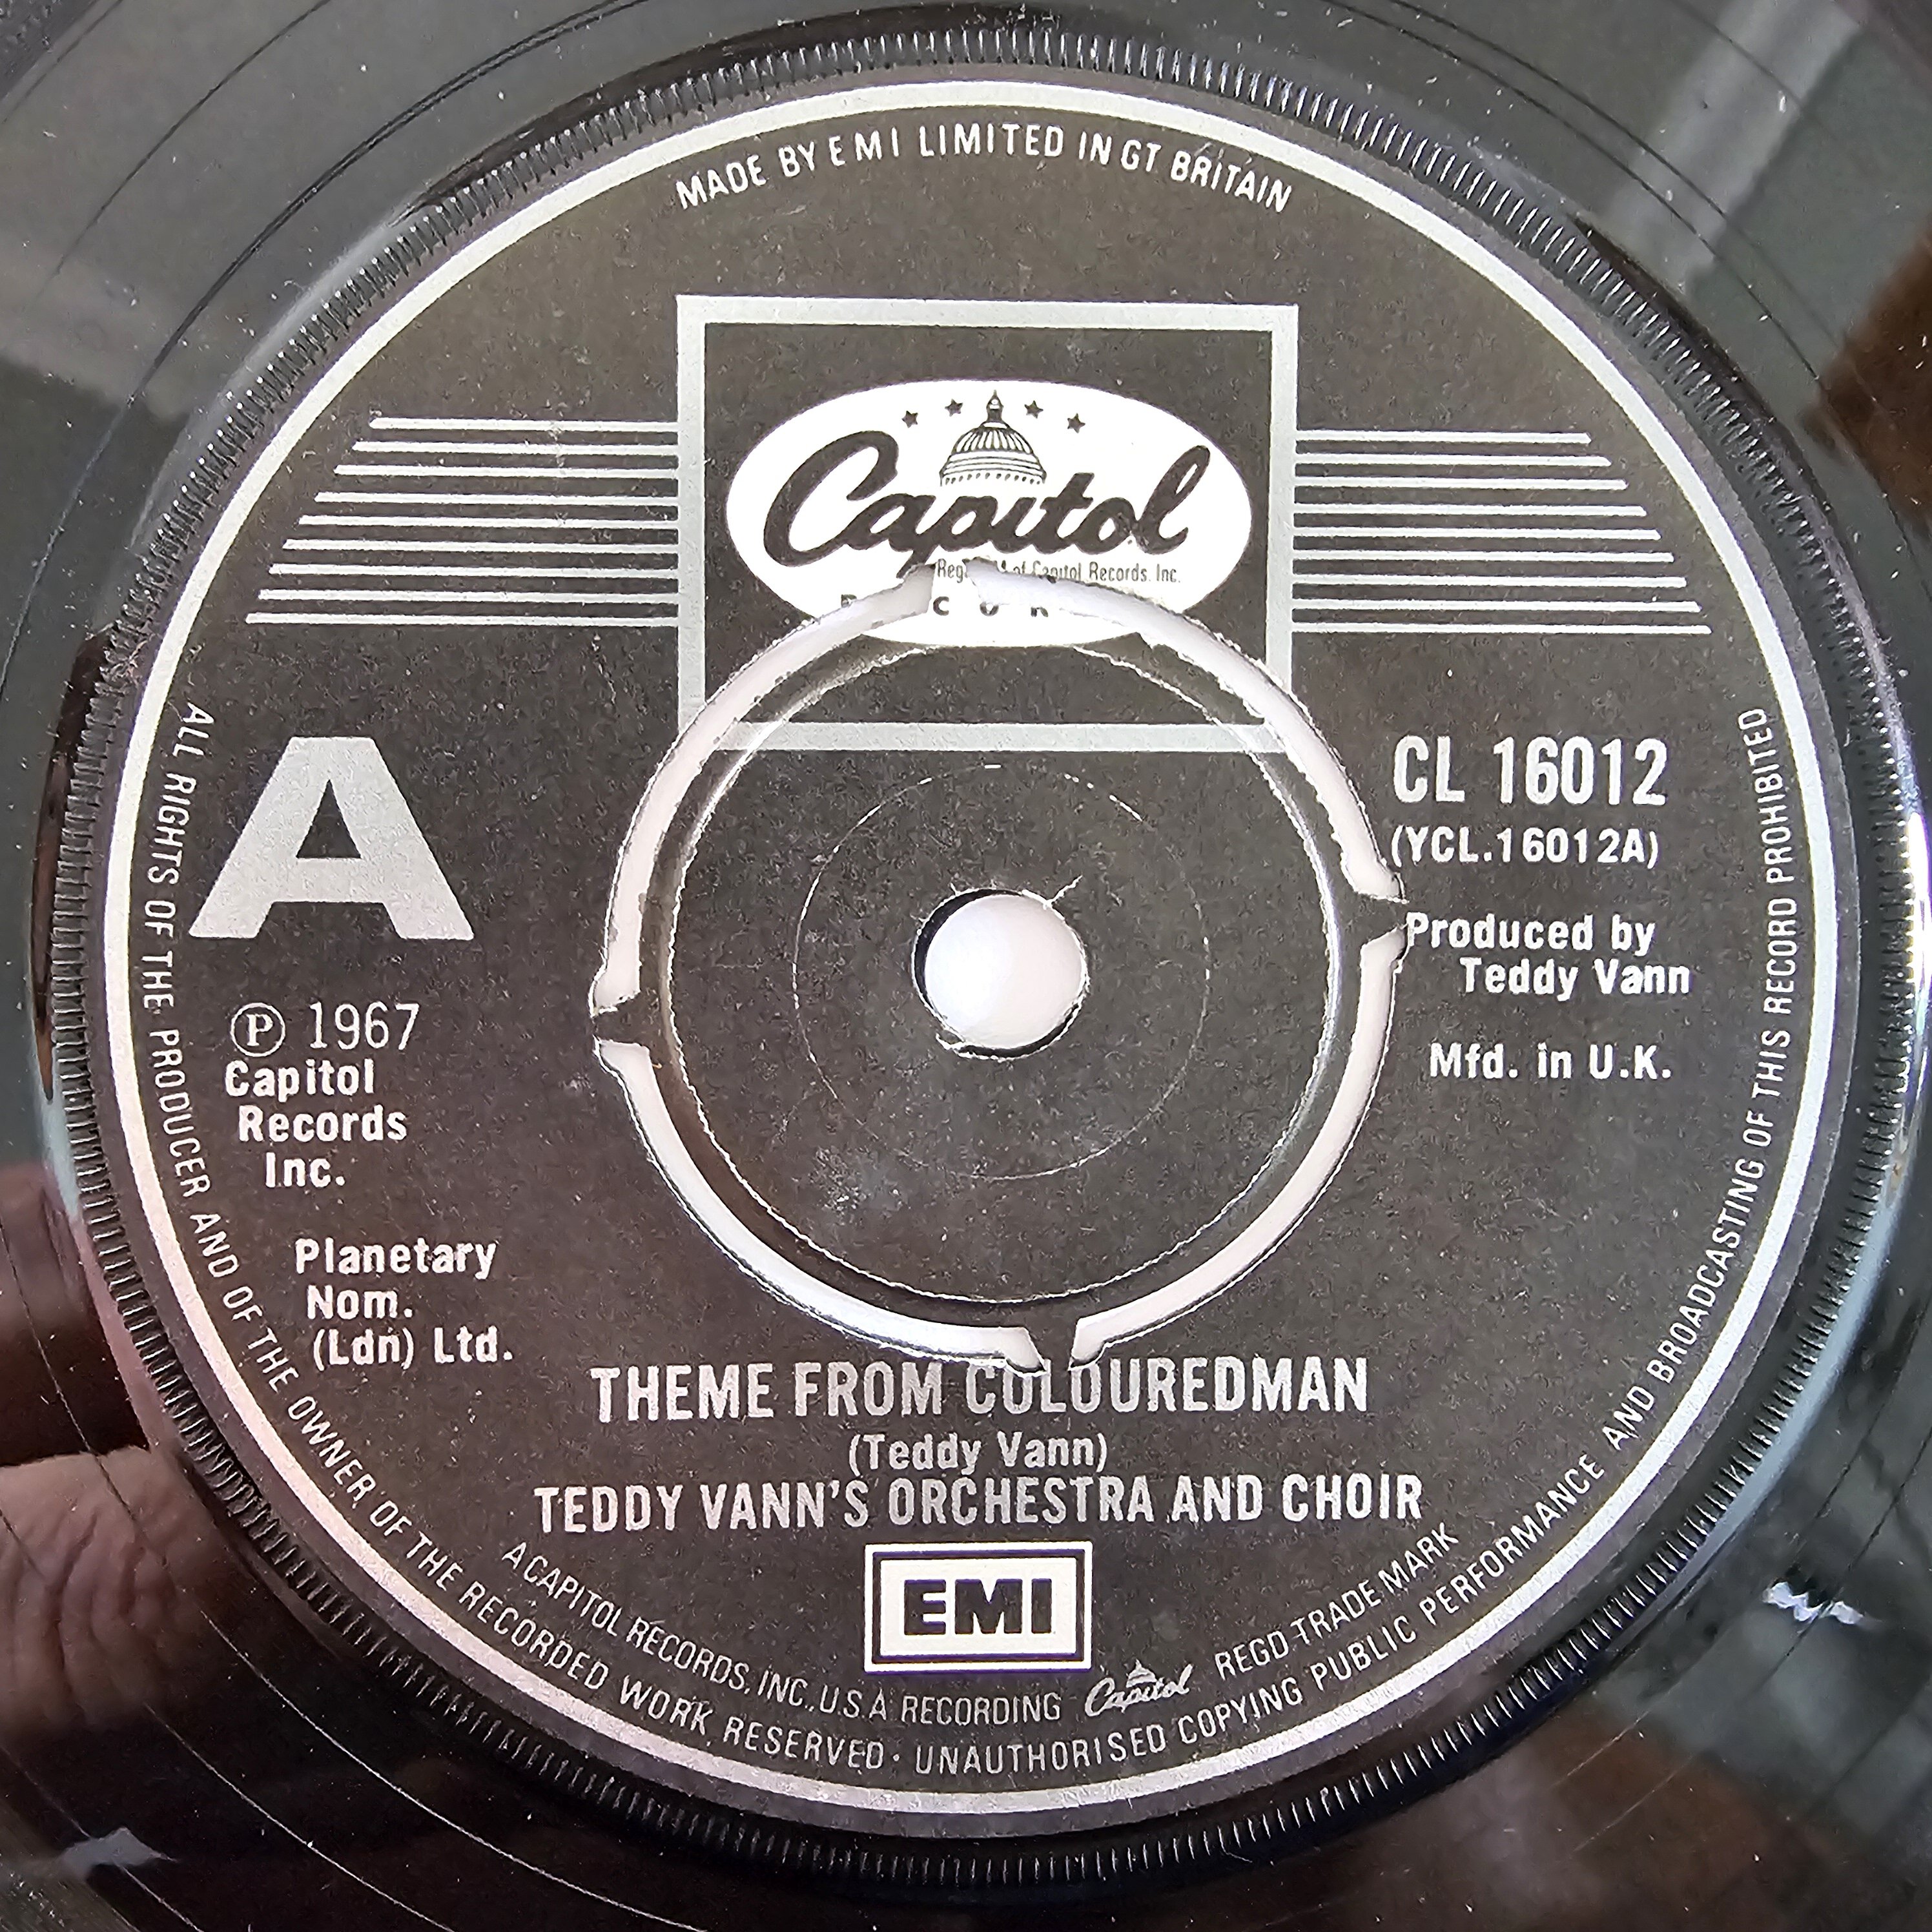 MADE BY EMI LIMITED IN GT BRITAIN
Capitol
of Capitol Records. Inc.
A
CL 16012
(YCL.16012A)
Produced by
Teddy Vann
Mfd. in U.K.
Ⓟ 1967
Capitol
Records
Inc.
Planetary
Nom.
(Ldn) Ltd.
THEME FROM COLOUREDMAN
(Teddy Vann)
TEDDY VANN'S ORCHESTRA AND CHOIR
EMI
A CAPITOL RECORDS, INC., U.S.A RECORDING Capitol REGD TRADE MARK
ALL RIGHTS OF THE PRODUCER AND OF THE OWNER OF THE RECORDED WORK RESERVED · UNAUTHORISED COPYING PUBLIC PERFORMANCE AND BROADCASTING OF THIS RECORD PROHIBITED